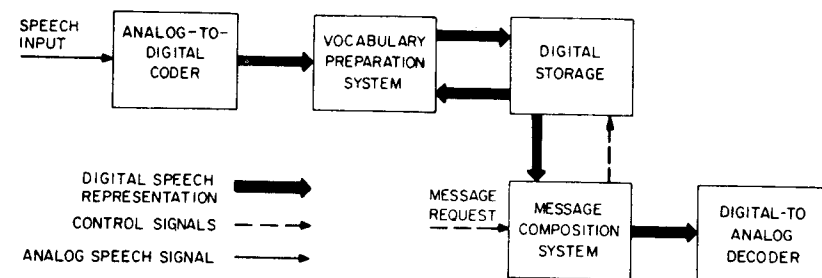 SPEECH
INPUT
ANALOG-TO-
DIGITAL
CODER
VOCABULARY
PREPARATION
SYSTEM
DIGITAL
STORAGE
DIGITAL SPEECH
REPRESENTATION
CONTROL SIGNALS
ANALOG SPEECH SIGNAL
MESSAGE
REQUEST
MESSAGE
COMPOSITION
SYSTEM
DIGITAL-TO
ANALOG
DECODER